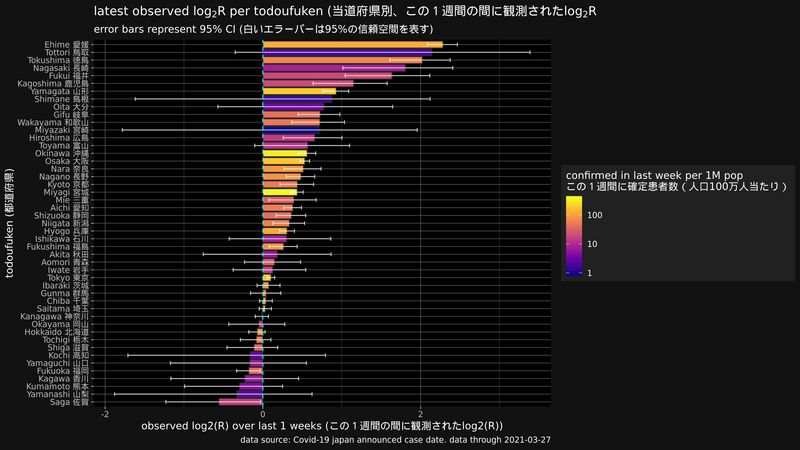 latest observed log₂R per todoufuken (当道府県別、この１週間の間に観測されたlog₂R
error bars represent 95% CI (白いエラーバーは95%の信頼空間を表す)
todoufuken (都道府県)
Ehime 愛媛
Tottori 鳥取
Tokushima 徳島
Nagasaki 長崎
Fukui 福井
Kagoshima 鹿児島
Yamagata 山形
Shimane 島根
Oita 大分
Gifu 岐阜
Wakayama 和歌山
Miyazaki 宮崎
Hiroshima 広島
Toyama 富山
Okinawa 沖縄
Osaka 大阪
Nara 奈良
Nagano 長野
Kyoto 京都
Miyagi 宮城
Mie 三重
Aichi 愛知
Shizuoka 静岡
Niigata 新潟
Hyogo 兵庫
Ishikawa 石川
Fukushima 福島
Akita 秋田
Aomori 青森
Iwate 岩手
Tokyo 東京
Ibaraki 茨城
Gunma 群馬
Chiba 千葉
Saitama 埼玉
Kanagawa 神奈川
Okayama 岡山
Hokkaido 北海道
Tochigi 栃木
Shiga 滋賀
Kochi 高知
Yamaguchi 山口
Fukuoka 福岡
Kagawa 香川
Kumamoto 熊本
Yamanashi 山梨
Saga 佐賀
-2 0 2
observed log2(R) over last 1 weeks (この１週間の間に観測されたlog2(R))
data source: Covid-19 japan announced case date. data through 2021-03-27
confirmed in last week per 1M pop
この１週間に確定患者数 ( 人口100万人当たり )
100
10
1